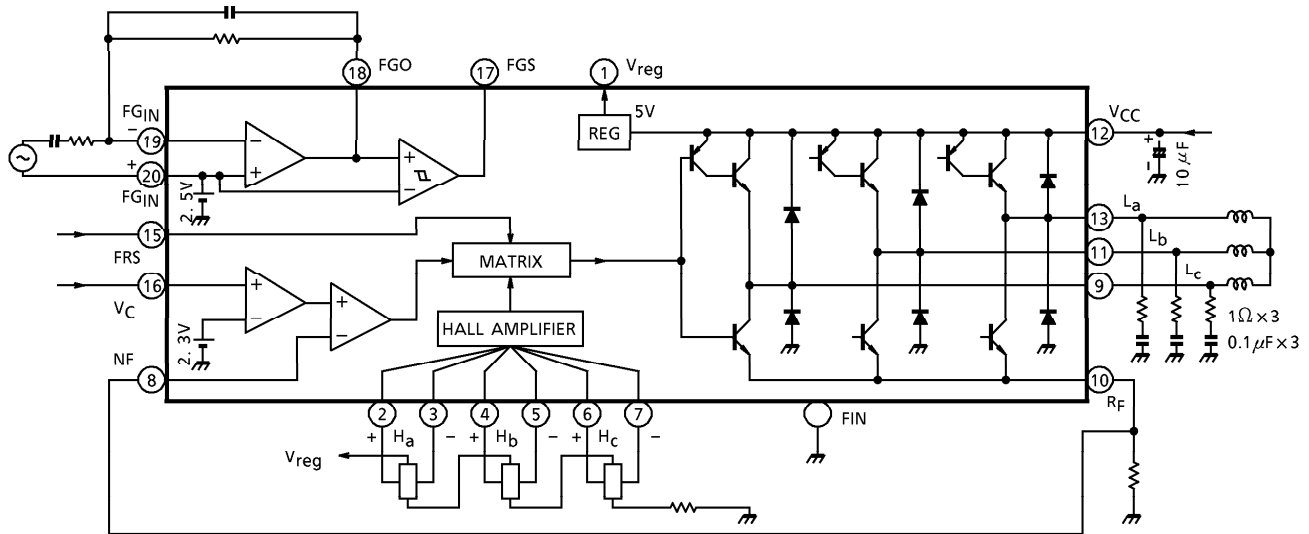 18 FGO
17 FGS
1 Vreg
FGIN
− 19
+ 20
FGIN
2. 5V
− +
+ −
REG
5V
VCC
12
+ −
10 μF
15
FRS
16
VC
+ −
+ −
2. 3V
MATRIX
HALL AMPLIFIER
La
13
Lb
11
Lc
9
1Ω×3
0.1μF×3
NF
8
10
RF
2 3 4 5 6 7
+ Ha − + Hb − + Hc −
FIN
Vreg